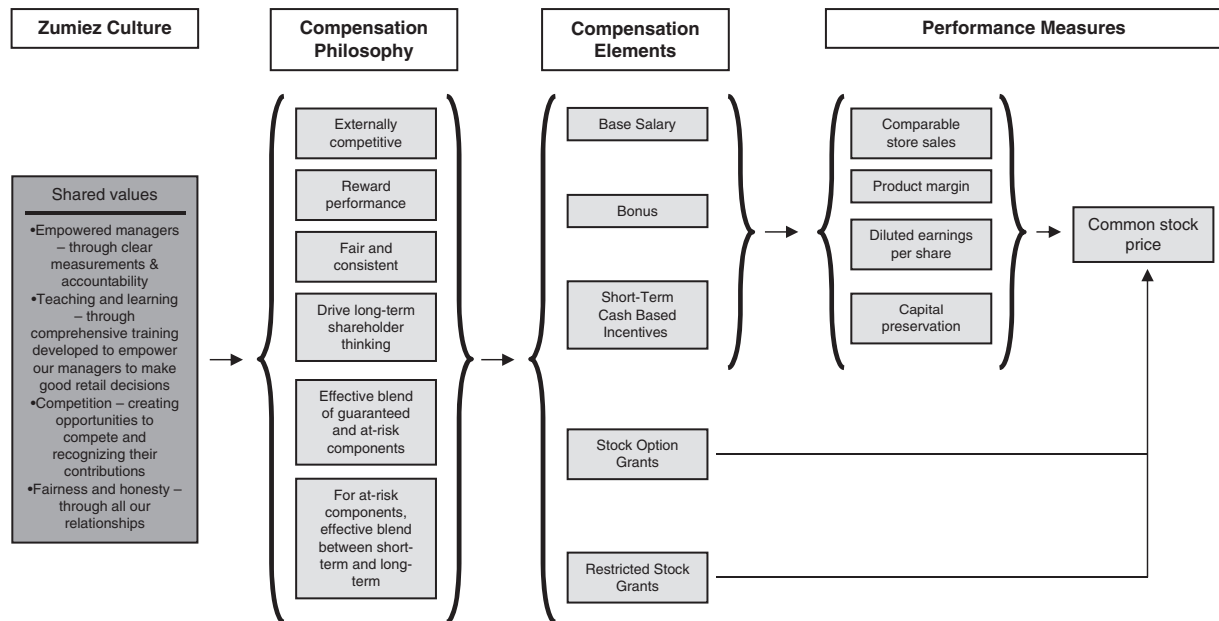 Zumiez Culture
Compensation
Philosophy
Compensation
Elements
Performance Measures
Shared values
•Empowered managers
– through clear
measurements &
accountability
•Teaching and learning
– through
comprehensive training
developed to empower
our managers to make
good retail decisions
•Competition – creating
opportunities to
compete and
recognizing their
contributions
•Fairness and honesty –
through all our
relationships
Externally
competitive
Reward
performance
Fair and
consistent
Drive long-term
shareholder
thinking
Effective blend
of guaranteed
and at-risk
components
For at-risk
components,
effective blend
between short-
term and long-
term
Base Salary
Bonus
Short-Term
Cash Based
Incentives
Stock Option
Grants
Restricted Stock
Grants
Comparable
store sales
Product margin
Diluted earnings
per share
Capital
preservation
Common stock
price